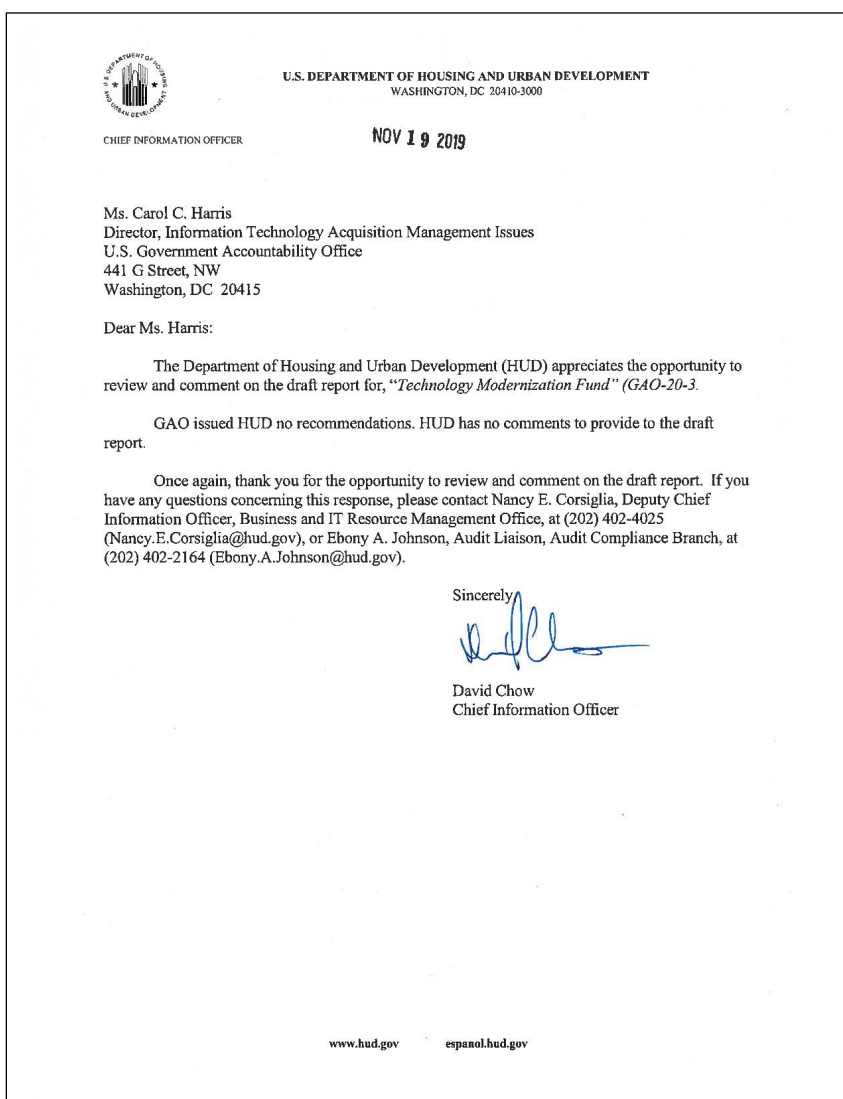 U.S. DEPARTMENT OF HOUSING AND URBAN DEVELOPMENT
U.S. DEPARTMENT OF HOUSING AND URBAN DEVELOPMENT
WASHINGTON, DC 20410-3000
CHIEF INFORMATION OFFICER
NOV 19 2019
Ms. Carol C. Harris
Director, Information Technology Acquisition Management Issues
U.S. Government Accountability Office
441 G Street, NW
Washington, DC 20415
Dear Ms. Harris:
The Department of Housing and Urban Development (HUD) appreciates the opportunity to
review and comment on the draft report for, "Technology Modernization Fund" (GAO-20-3.
GAO issued HUD no recommendations. HUD has no comments to provide to the draft
report.
Once again, thank you for the opportunity to review and comment on the draft report. If you
have any questions concerning this response, please contact Nancy E. Corsiglia, Deputy Chief
Information Officer, Business and IT Resource Management Office, at (202) 402-4025
(Nancy.E.Corsiglia@hud.gov), or Ebony A. Johnson, Audit Liaison, Audit Compliance Branch, at
(202) 402-2164 (Ebony.A.Johnson@hud.gov).
Sincerely,
David Chow
Chief Information Officer
www.hud.gov espanol.hud.gov